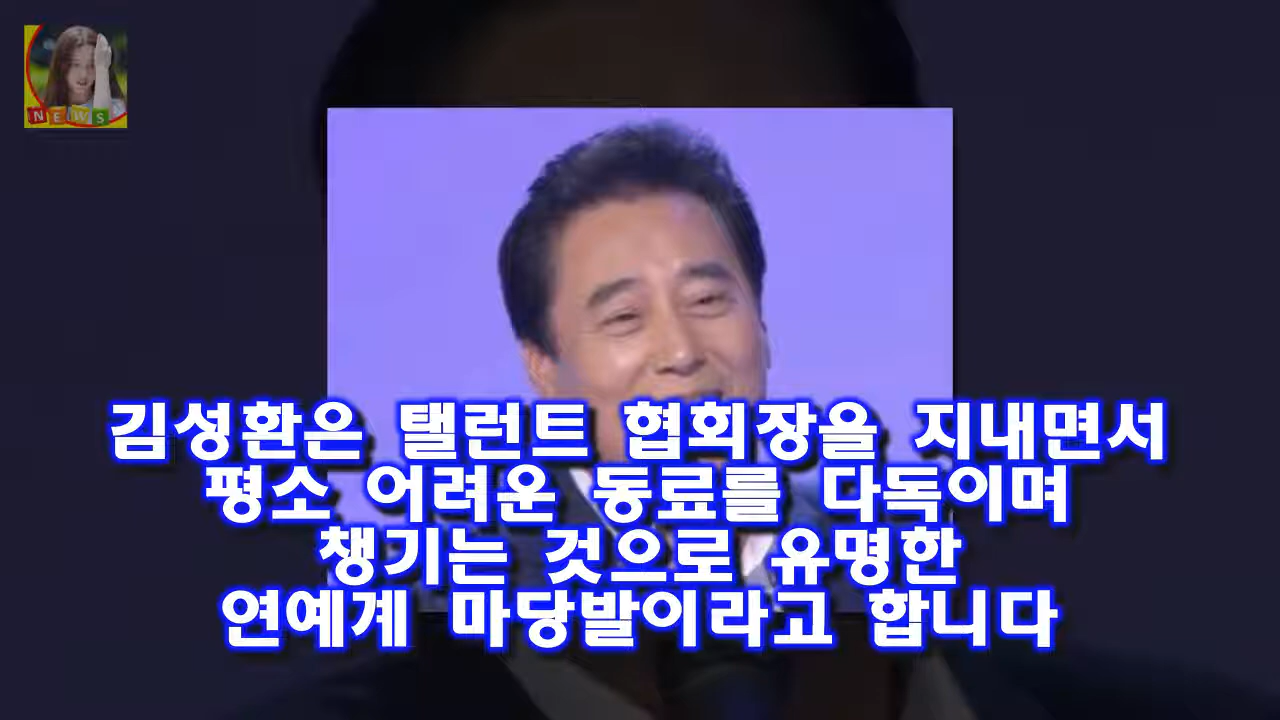 NEWS
김성환은 탤런트 협회장을 지내면서
평소 어려운 동료를 다독이며
챙기는 것으로 유명한
연예계 마당발이라고 합니다